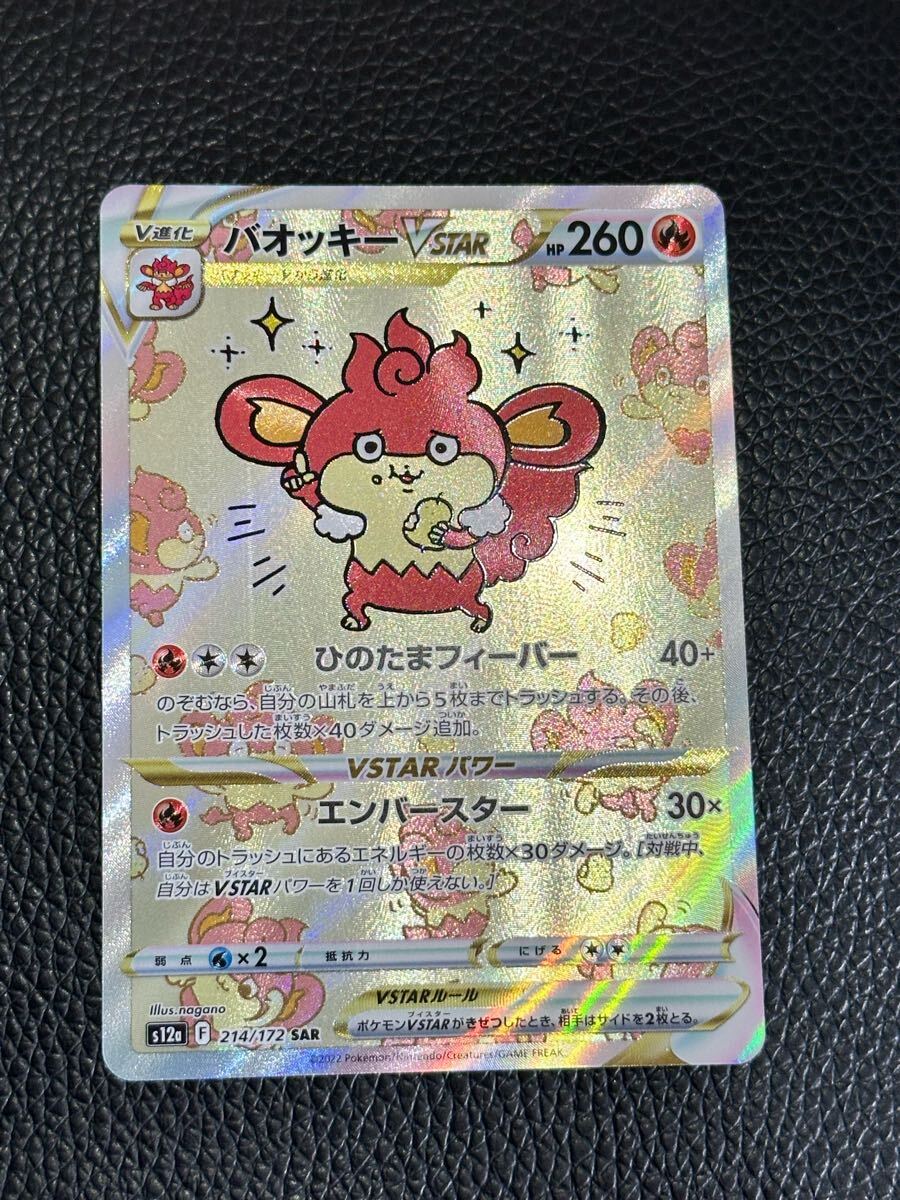 V進化
バオッキーVSTAR HP260
バオッキーVから進化
ひのたまフィーバー 40+
のぞむなら、自分の山札を上から5枚までトラッシュする。その後、
トラッシュした枚数×40ダメージ追加。
VSTARパワー
エンバースター 30×
自分のトラッシュにあるエネルギーの枚数×30ダメージ。[対戦中、
自分はVSTARパワーを1回しか使えない。]
弱点 ×2 抵抗力 にげる
Illus.nagano
VSTARルール
ポケモンVSTARがきぜつしたとき、相手はサイドを2枚とる。
s12a F 214/172 SAR
©2022 Pokémon/Nintendo/Creatures/GAME FREAK.